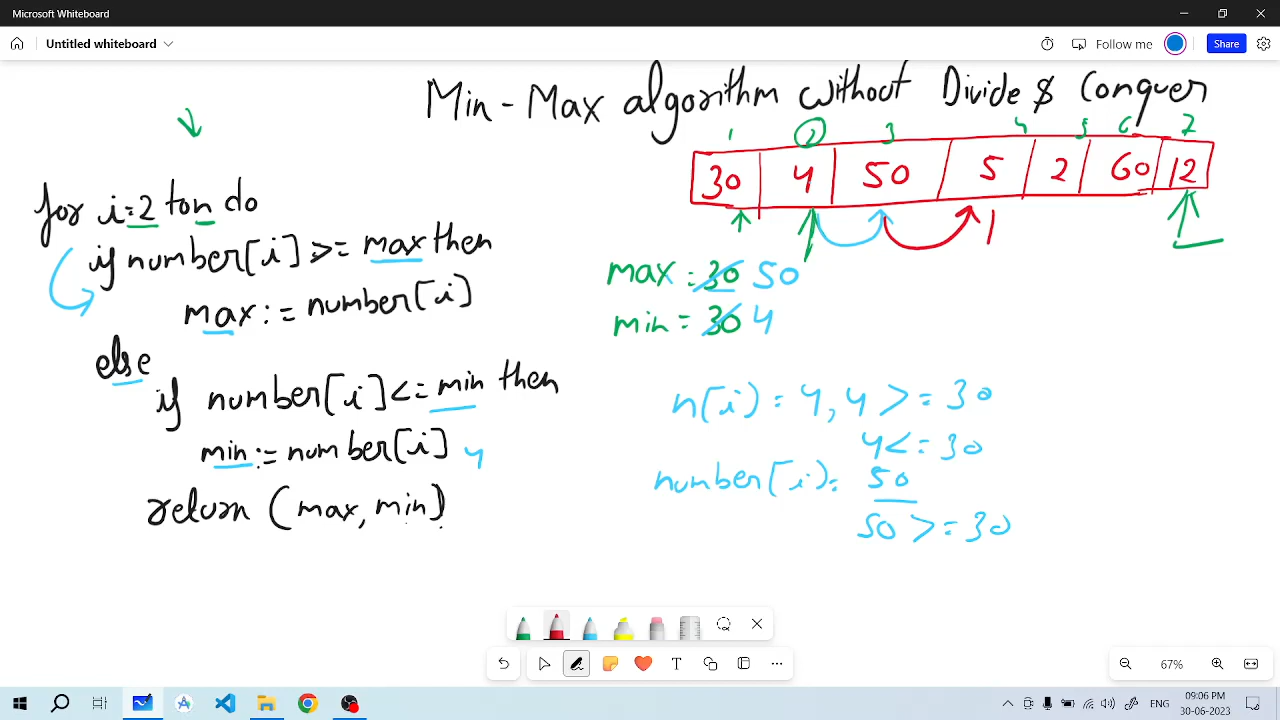 Microsoft Whiteboard
Untitled whiteboard
Follow me
Share
Min-Max algorithm without Divide $ Conquer
1 2 3 4 5 6 7
30 4 50 5 2 60 12
for i=2 to n do
if number[i] >= max then
max := number[i]
else
if number[i] <= min then
min := number[i] 4
return (max, min)
max = 30 50
min = 30 4
n(i) = 4, 4 >= 30
4 <= 30
number(i) = 50
50 >= 30
67%
ENG
09:06 PM
30-06-2023